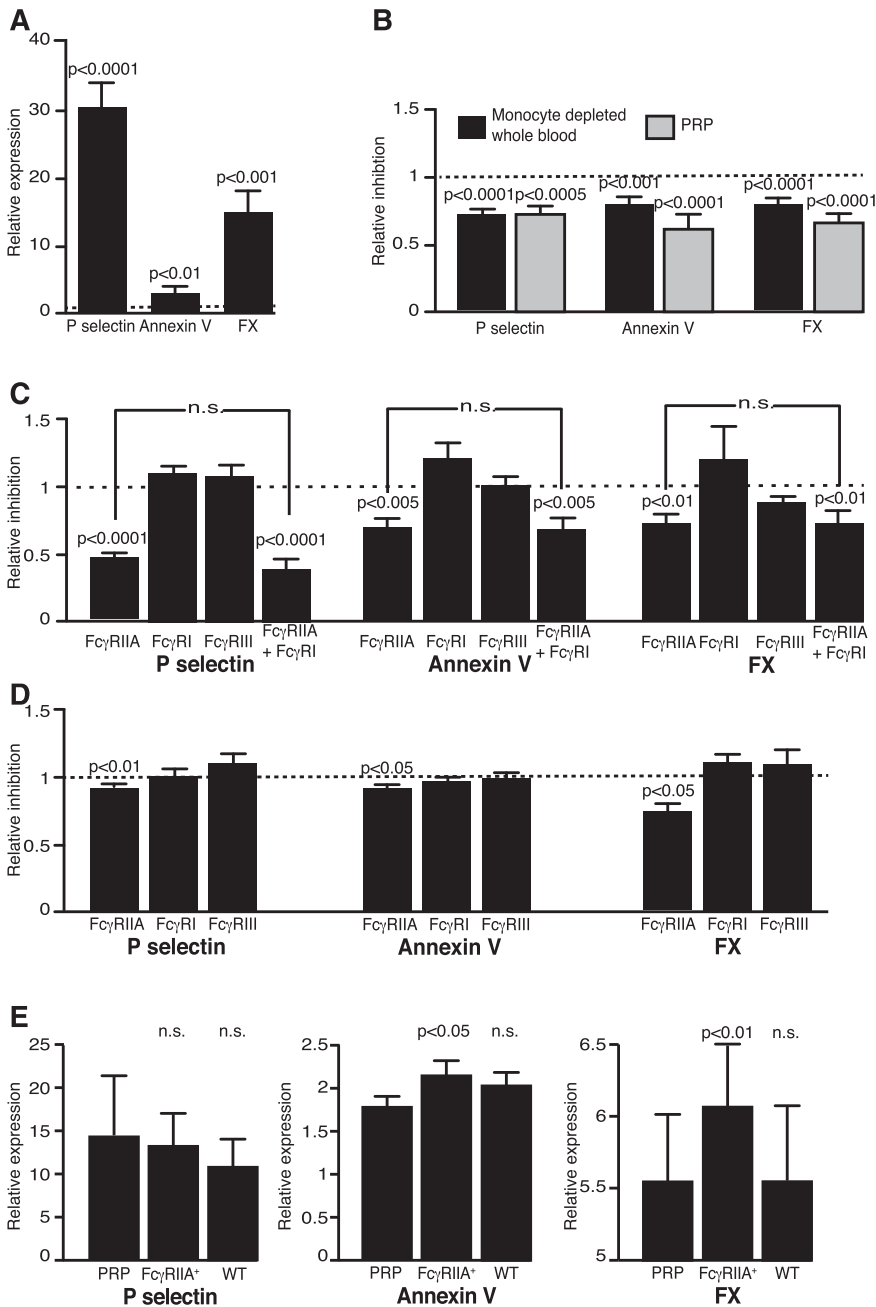 A
40
30
20
10
0
Relative expression
p<0.0001
p<0.01
p<0.001
P selectin Annexin V FX
B
1.5
1
0.5
0
Relative inhibtion
Monocyte depleted
whole blood
PRP
p<0.0001 p<0.0005 p<0.001 p<0.0001 p<0.0001 p<0.0001
P selectin Annexin V FX
C
1.5
1
0.5
0
Relative inhibition
n.s. n.s. n.s.
p<0.0001 p<0.0001 p<0.005 p<0.005 p<0.01 p<0.01
FcγRIIA FcγRI FcγRIII FcγRIIA + FcγRI
P selectin
FcγRIIA FcγRI FcγRIII FcγRIIA + FcγRI
Annexin V
FcγRIIA FcγRI FcγRIII FcγRIIA + FcγRI
FX
D
1.5
1
0.5
0
Relative inhibition
p<0.01 p<0.05 p<0.05
FcγRIIA FcγRI FcγRIII
P selectin
FcγRIIA FcγRI FcγRIII
Annexin V
FcγRIIA FcγRI FcγRIII
FX
E
25
20
15
10
5
0
Relative expression
n.s. n.s.
PRP FcγRIIA⁺ WT
P selectin
2.5
2
1.5
1
0.5
0
Relative expression
p<0.05 n.s.
PRP FcγRIIA⁺ WT
Annexin V
6.5
6
5.5
5
Relative expression
p<0.01 n.s.
PRP FcγRIIA⁺ WT
FX